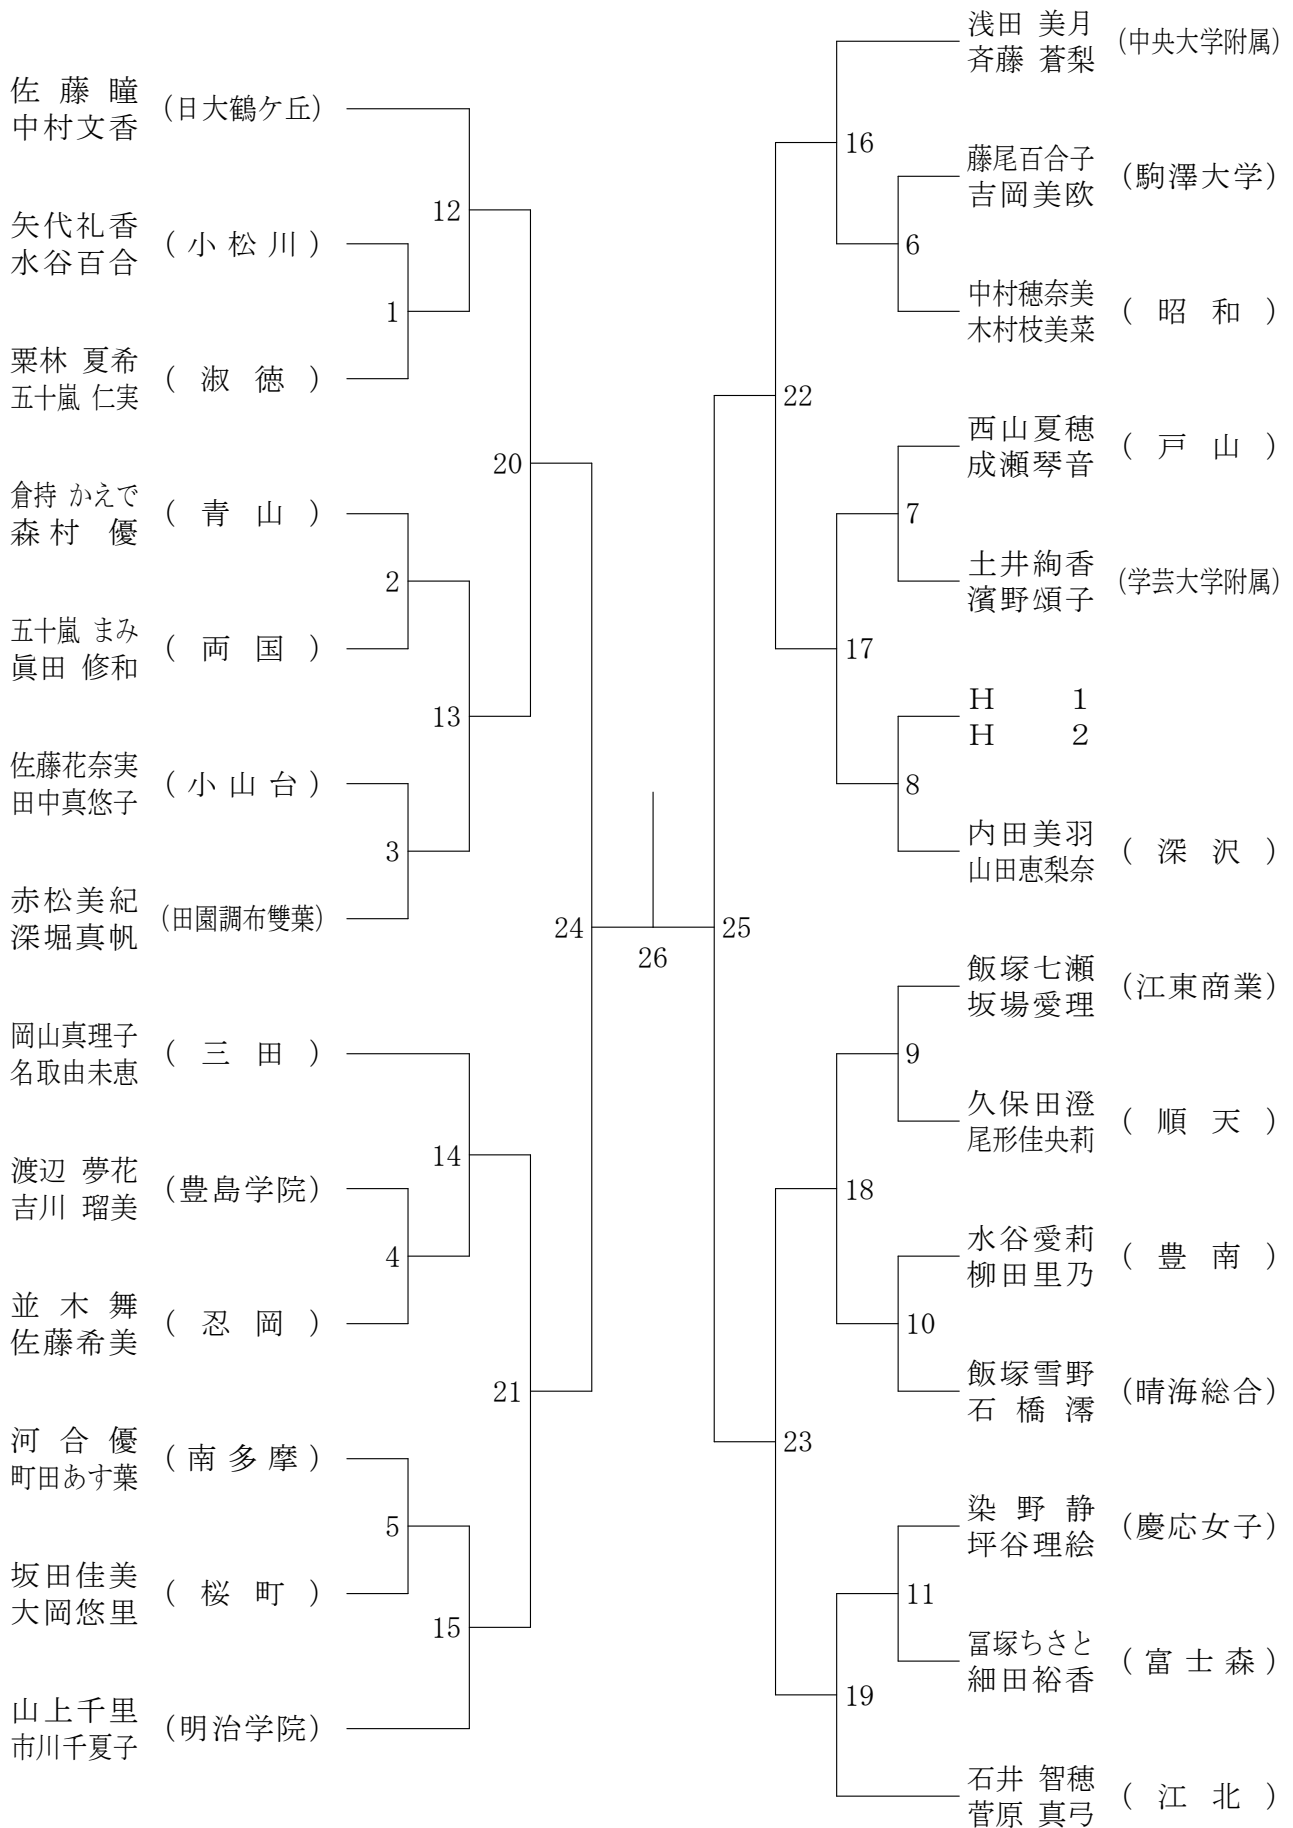 佐藤瞳
中村文香
(日大鶴ケ丘)
矢代礼香
水谷百合
(小松川)
粟林 夏希
五十嵐 仁実
(淑徳)
倉持 かえで
森村 優
(青山)
五十嵐 まみ
眞田 修和
(両国)
佐藤花奈実
田中真悠子
(小山台)
赤松美紀
深堀真帆
(田園調布雙葉)
岡山真理子
名取由未恵
(三田)
渡辺 夢花
吉川 瑠美
(豊島学院)
並木舞
佐藤希美
(忍岡)
河合優
町田あす葉
(南多摩)
坂田佳美
大岡悠里
(桜町)
山上千里
市川千夏子
(明治学院)
12
1
20
2
13
3
24
14
4
21
5
15
26
浅田 美月
斉藤 蒼梨
(中央大学附属)
16
藤尾百合子
吉岡美欧
(駒澤大学)
6
中村穂奈美
木村枝美菜
(昭和)
22
西山夏穂
成瀬琴音
(戸山)
7
土井絢香
濱野頌子
(学芸大学附属)
17
H 1
H 2
8
内田美羽
山田恵梨奈
(深沢)
25
飯塚七瀬
坂場愛理
(江東商業)
9
久保田澄
尾形佳央莉
(順天)
18
水谷愛莉
柳田里乃
(豊南)
10
飯塚雪野
石橋澪
(晴海総合)
23
染野静
坪谷理絵
(慶応女子)
11
冨塚ちさと
細田裕香
(富士森)
19
石井 智穂
菅原 真弓
(江北)